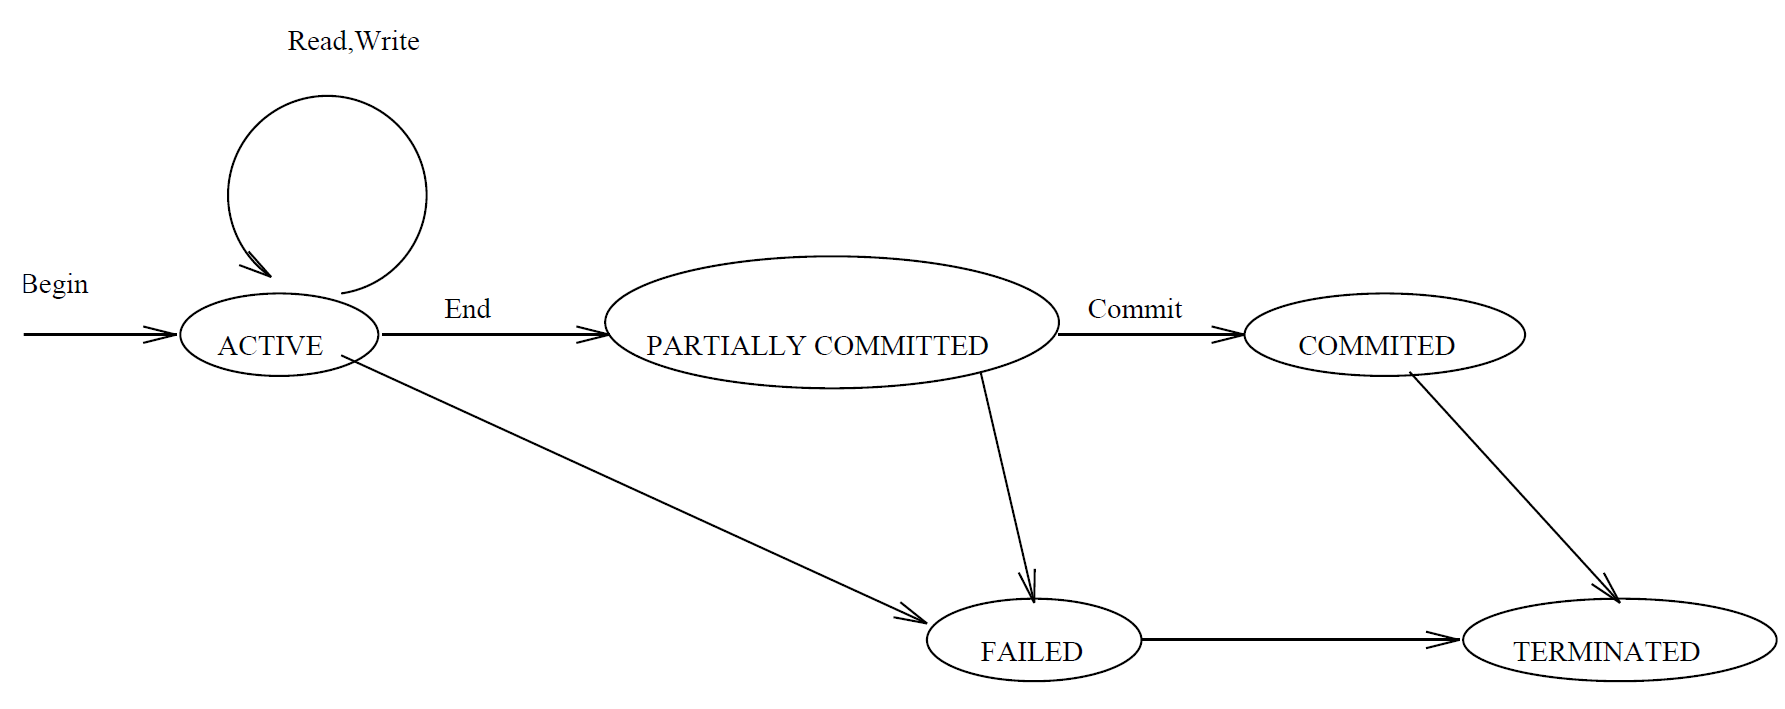 Read,Write
Begin
End
Commit
ACTIVE
PARTIALLY COMMITTED
COMMITED
FAILED
TERMINATED